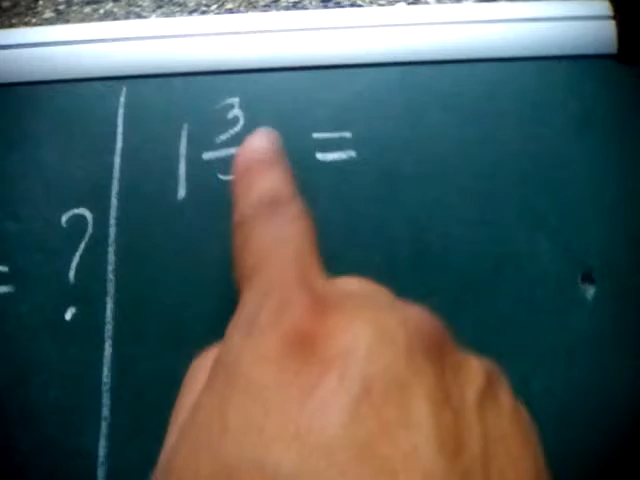 1 3 =
= ?